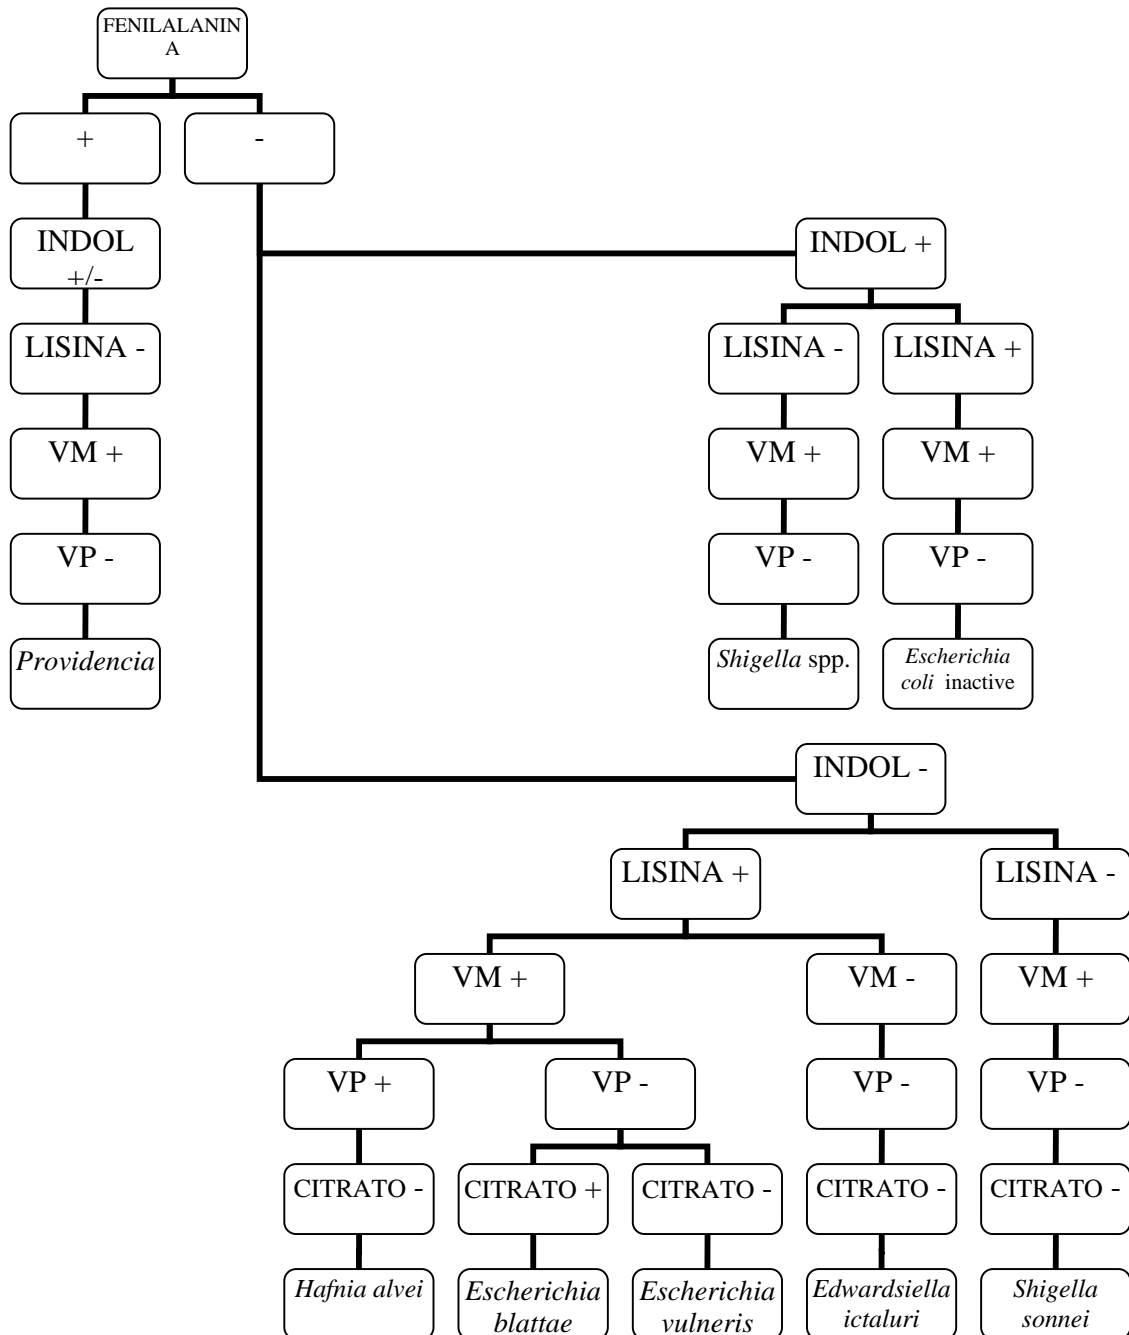 FENILALANIN
A
+
-
INDOL
+/-
INDOL +
LISINA -
LISINA -
LISINA +
VM +
VM +
VM +
VP -
VP -
VP -
Providencia
Shigella spp.
Escherichia
coli inactive
INDOL -
LISINA +
LISINA -
VM +
VM -
VM +
VP +
VP -
VP -
VP -
CITRATO -
CITRATO +
CITRATO -
CITRATO -
CITRATO -
Hafnia alvei
Escherichia
blattae
Escherichia
vulneris
Edwardsiella
ictaluri
Shigella
sonnei